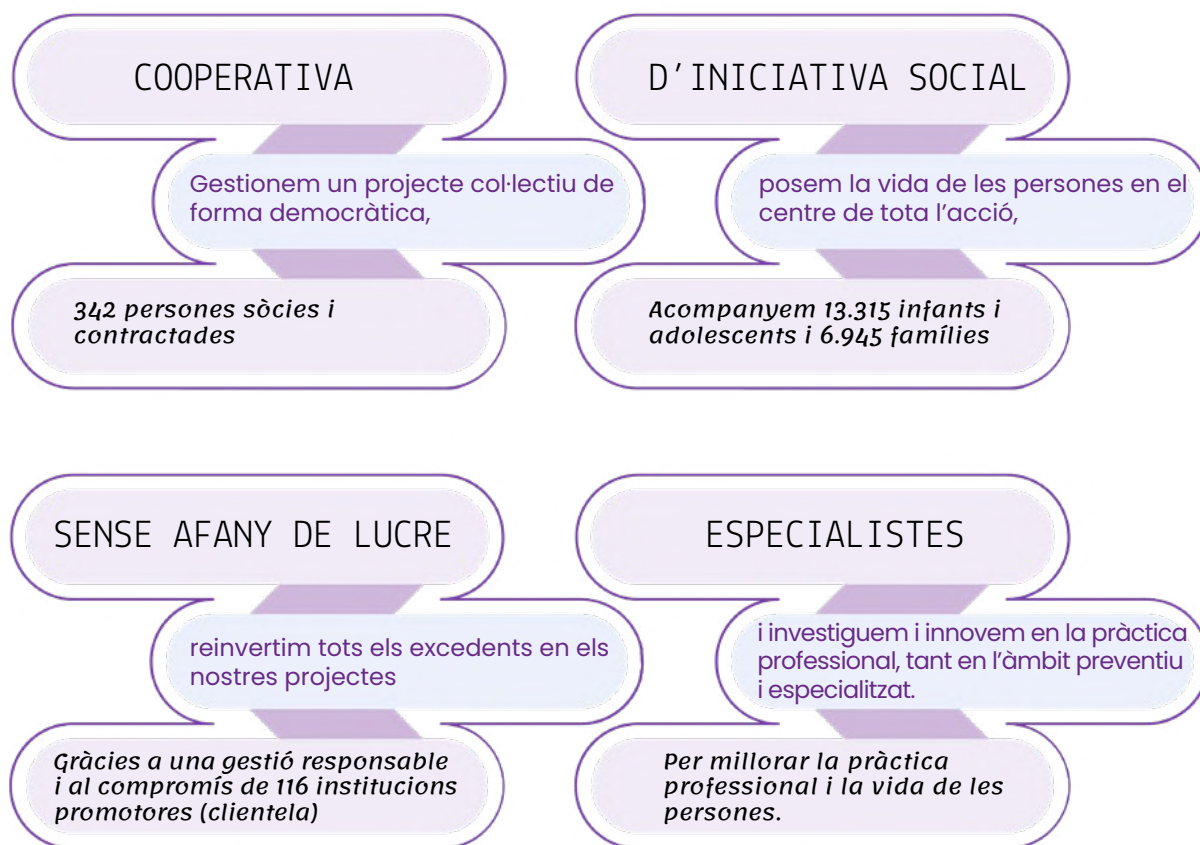 COOPERATIVA
Gestionem un projecte col·lectiu de
forma democràtica,
342 persones sòcies i
contractades
D'INICIATIVA SOCIAL
posem la vida de les persones en el
centre de tota l'acció,
Acompanyem 13.315 infants i
adolescents i 6.945 famílies
SENSE AFANY DE LUCRE
reinvertim tots els excedents en els
nostres projectes
Gràcies a una gestió responsable
i al compromís de 116 institucions
promotores (clientela)
ESPECIALISTES
i investiguem i innovem en la pràctica
professional, tant en l'àmbit preventiu
i especialitzat.
Per millorar la pràctica
professional i la vida de les
persones.